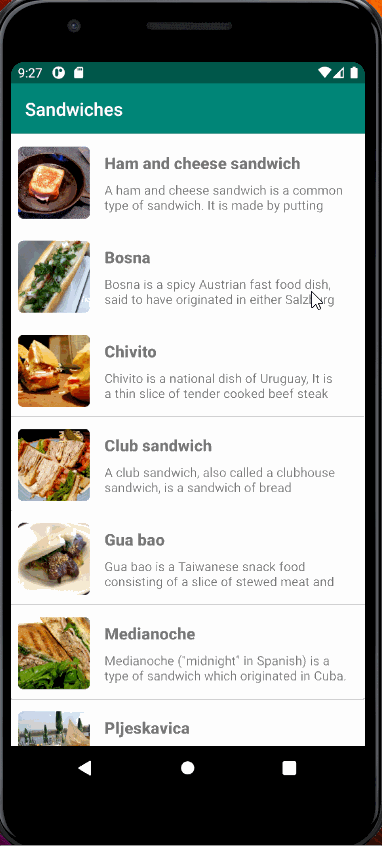 9:27
Sandwiches
Ham and cheese sandwich
A ham and cheese sandwich is a common
type of sandwich. It is made by putting
Bosna
Bosna is a spicy Austrian fast food dish,
said to have originated in either Salzburg
Chivito
Chivito is a national dish of Uruguay, It is
a thin slice of tender cooked beef steak
Club sandwich
A club sandwich, also called a clubhouse
sandwich, is a sandwich of bread
Gua bao
Gua bao is a Taiwanese snack food
consisting of a slice of stewed meat and
Medianoche
Medianoche ("midnight" in Spanish) is a
type of sandwich which originated in Cuba.
Pljeskavica